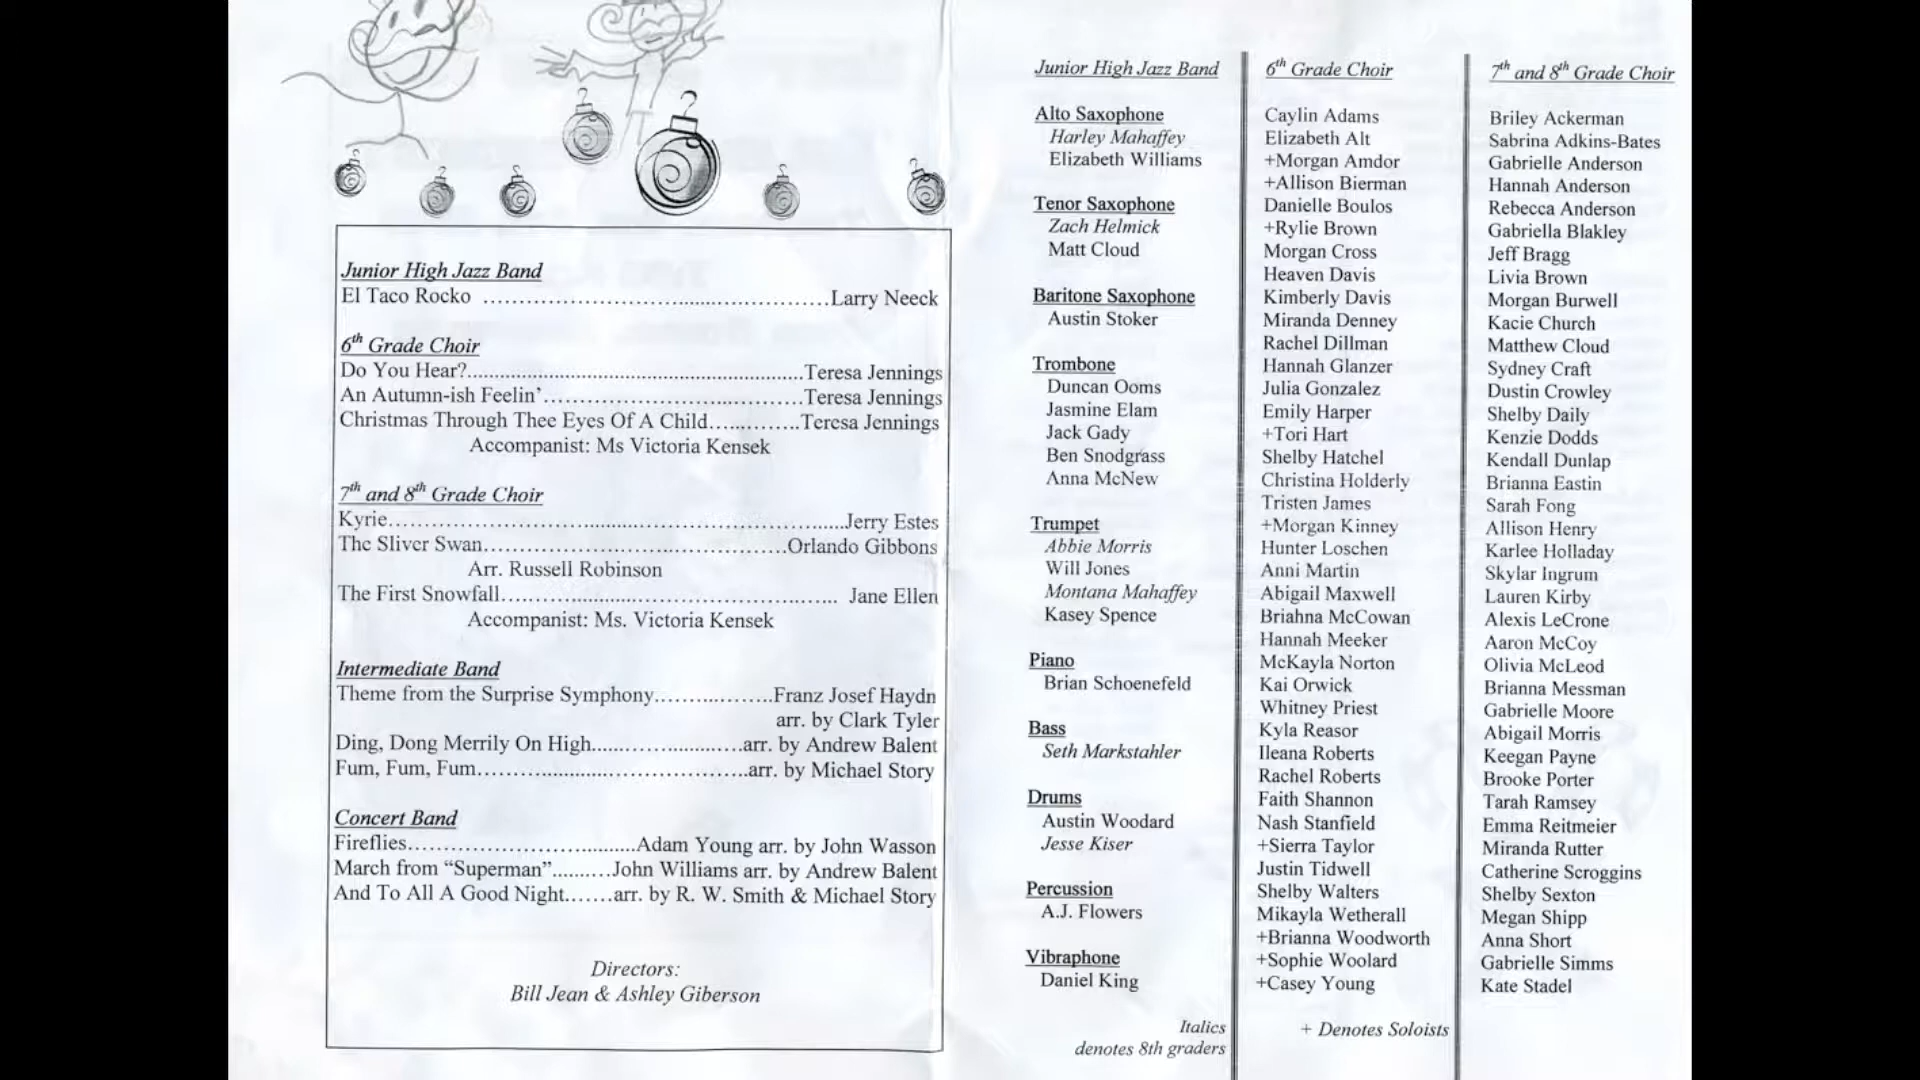 Junior High Jazz Band
El Taco Rocko ........................................Larry Neeck
6th Grade Choir
Do You Hear?........................................Teresa Jennings
An Autumn-ish Feelin’........................................Teresa Jennings
Christmas Through Thee Eyes Of A Child...............Teresa Jennings
Accompanist: Ms Victoria Kensek
7th and 8th Grade Choir
Kyrie........................................Jerry Estes
The Sliver Swan........................................Orlando Gibbons
Arr. Russell Robinson
The First Snowfall........................................ Jane Ellen
Accompanist: Ms. Victoria Kensek
Intermediate Band
Theme from the Surprise Symphony....................Franz Josef Haydn
arr. by Clark Tyler
Ding, Dong Merrily On High.........................arr. by Andrew Balent
Fum, Fum, Fum........................................arr. by Michael Story
Concert Band
Fireflies..............................Adam Young arr. by John Wasson
March from “Superman”..........John Williams arr. by Andrew Balent
And To All A Good Night.......arr. by R. W. Smith & Michael Story
Directors:
Bill Jean & Ashley Giberson
Junior High Jazz Band
Alto Saxophone
Harley Mahaffey
Elizabeth Williams
Tenor Saxophone
Zach Helmick
Matt Cloud
Baritone Saxophone
Austin Stoker
Trombone
Duncan Ooms
Jasmine Elam
Jack Gady
Ben Snodgrass
Anna McNew
Trumpet
Abbie Morris
Will Jones
Montana Mahaffey
Kasey Spence
Piano
Brian Schoenefeld
Bass
Seth Markstahler
Drums
Austin Woodard
Jesse Kiser
Percussion
A.J. Flowers
Vibraphone
Daniel King
Italics
denotes 8th graders
6th Grade Choir
Caylin Adams
Elizabeth Alt
+Morgan Amdor
+Allison Bierman
Danielle Boulos
+Rylie Brown
Morgan Cross
Heaven Davis
Kimberly Davis
Miranda Denney
Rachel Dillman
Hannah Glanzer
Julia Gonzalez
Emily Harper
+Tori Hart
Shelby Hatchel
Christina Holderly
Tristen James
+Morgan Kinney
Hunter Loschen
Anni Martin
Abigail Maxwell
Briahna McCowan
Hannah Meeker
McKayla Norton
Kai Orwick
Whitney Priest
Kyla Reasor
Ileana Roberts
Rachel Roberts
Faith Shannon
Nash Stanfield
+Sierra Taylor
Justin Tidwell
Shelby Walters
Mikayla Wetherall
+Brianna Woodworth
+Sophie Woolard
+Casey Young
+ Denotes Soloists
7th and 8th Grade Choir
Briley Ackerman
Sabrina Adkins-Bates
Gabrielle Anderson
Hannah Anderson
Rebecca Anderson
Gabriella Blakley
Jeff Bragg
Livia Brown
Morgan Burwell
Kacie Church
Matthew Cloud
Sydney Craft
Dustin Crowley
Shelby Daily
Kenzie Dodds
Kendall Dunlap
Brianna Eastin
Sarah Fong
Allison Henry
Karlee Holladay
Skylar Ingrum
Lauren Kirby
Alexis LeCrone
Aaron McCoy
Olivia McLeod
Brianna Messman
Gabrielle Moore
Abigail Morris
Keegan Payne
Brooke Porter
Tarah Ramsey
Emma Reitmeier
Miranda Rutter
Catherine Scroggins
Shelby Sexton
Megan Shipp
Anna Short
Gabrielle Simms
Kate Stadel